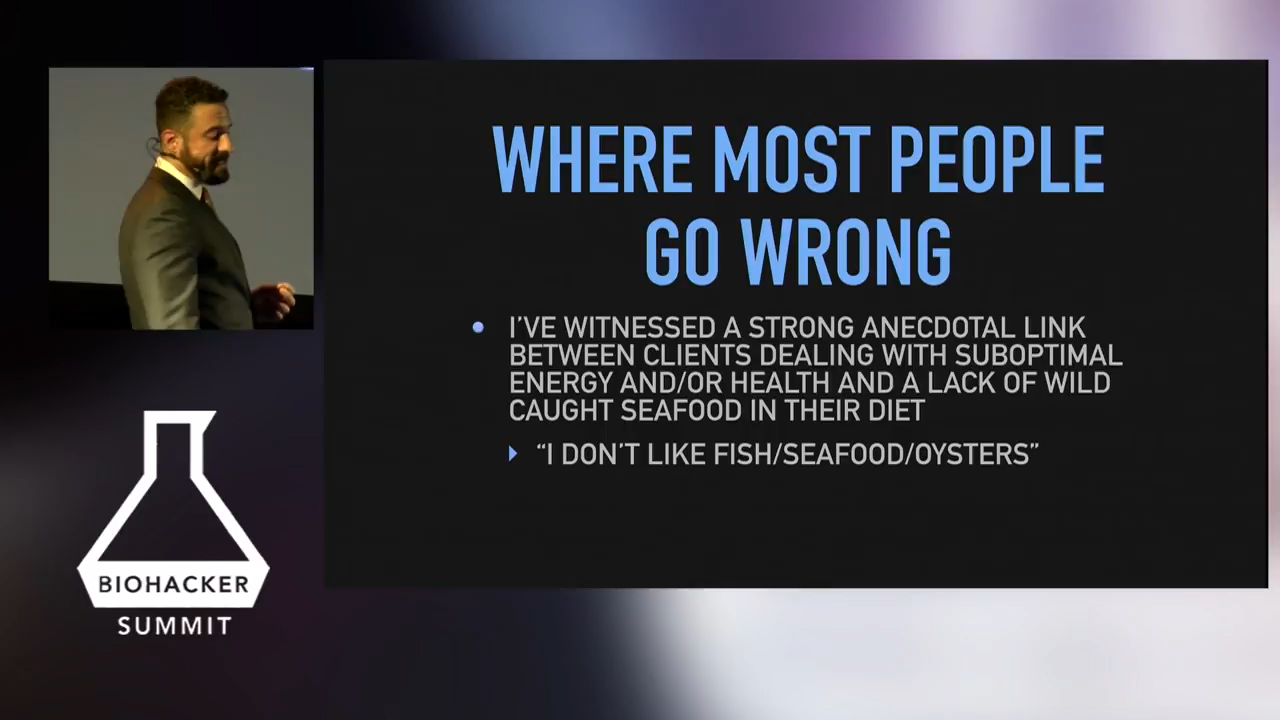 WHERE MOST PEOPLE
GO WRONG
• I'VE WITNESSED A STRONG ANECDOTAL LINK
BETWEEN CLIENTS DEALING WITH SUBOPTIMAL
ENERGY AND/OR HEALTH AND A LACK OF WILD
CAUGHT SEAFOOD IN THEIR DIET
“I DON'T LIKE FISH/SEAFOOD/OYSTERS”
BIOHACKER
SUMMIT